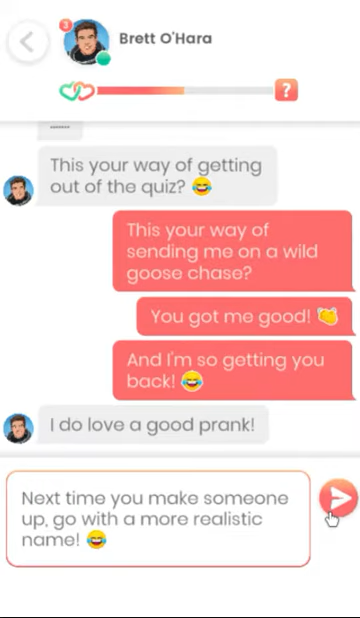 3
Brett O'Hara
?
This your way of getting
out of the quiz? 😂
This your way of
sending me on a wild
goose chase?
You got me good! 👏
And I'm so getting you
back! 😂
I do love a good prank!
Next time you make someone
up, go with a more realistic
name! 😂